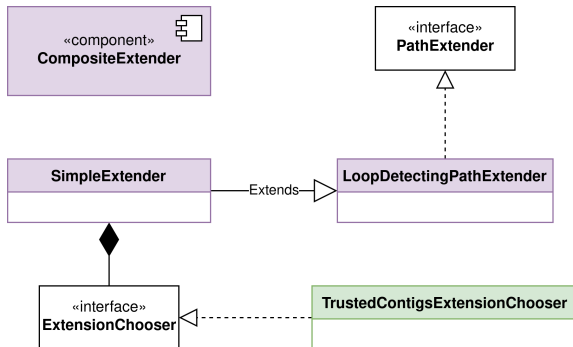 «component»
CompositeExtender
«interface»
PathExtender
SimpleExtender
Extends
LoopDetectingPathExtender
«interface»
ExtensionChooser
TrustedContigsExtensionChooser